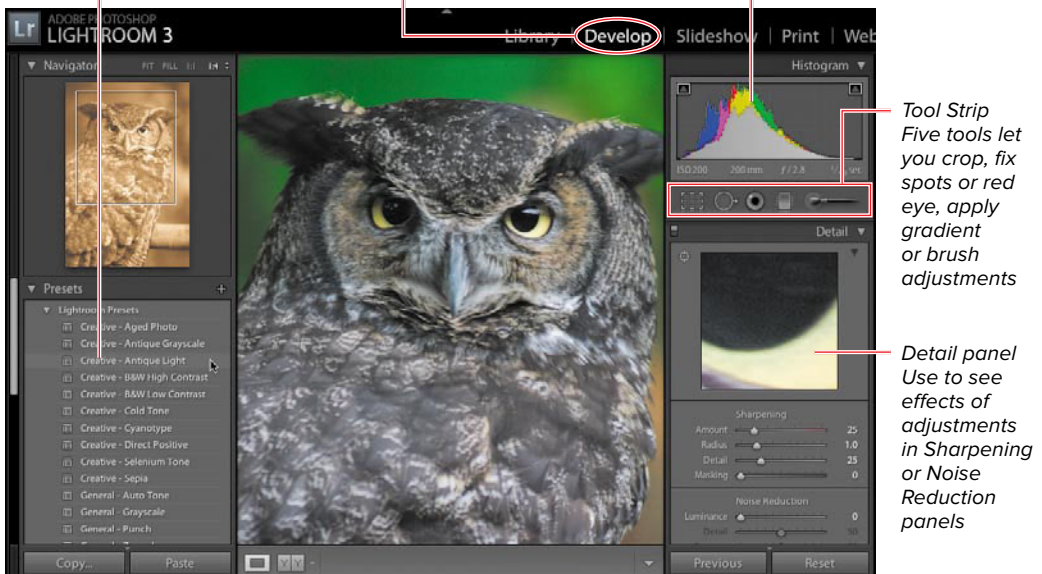 Lr
ADOBE PHOTOSHOP
LIGHTROOM 3
Library | Develop | Slideshow | Print | Web
Navigator FIT FILL 1:1 1:4
Presets +
Lightroom Presets
Creative - Aged Photo
Creative - Antique Grayscale
Creative - Antique Light
Creative - B&W High Contrast
Creative - B&W Low Contrast
Creative - Cold Tone
Creative - Cyanotype
Creative - Direct Positive
Creative - Selenium Tone
Creative - Sepia
General - Auto Tone
General - Grayscale
General - Punch
Copy... Paste
Y Y
Histogram
ISO 200 200 mm f / 2.8 sec
Detail
Sharpening
Amount 25
Radius 1.0
Detail 25
Masking 0
Noise Reduction
Luminance 0
Detail 50
Previous Reset
Tool Strip
Five tools let
you crop, fix
spots or red
eye, apply
gradient
or brush
adjustments
Detail panel
Use to see
effects of
adjustments
in Sharpening
or Noise
Reduction
panels